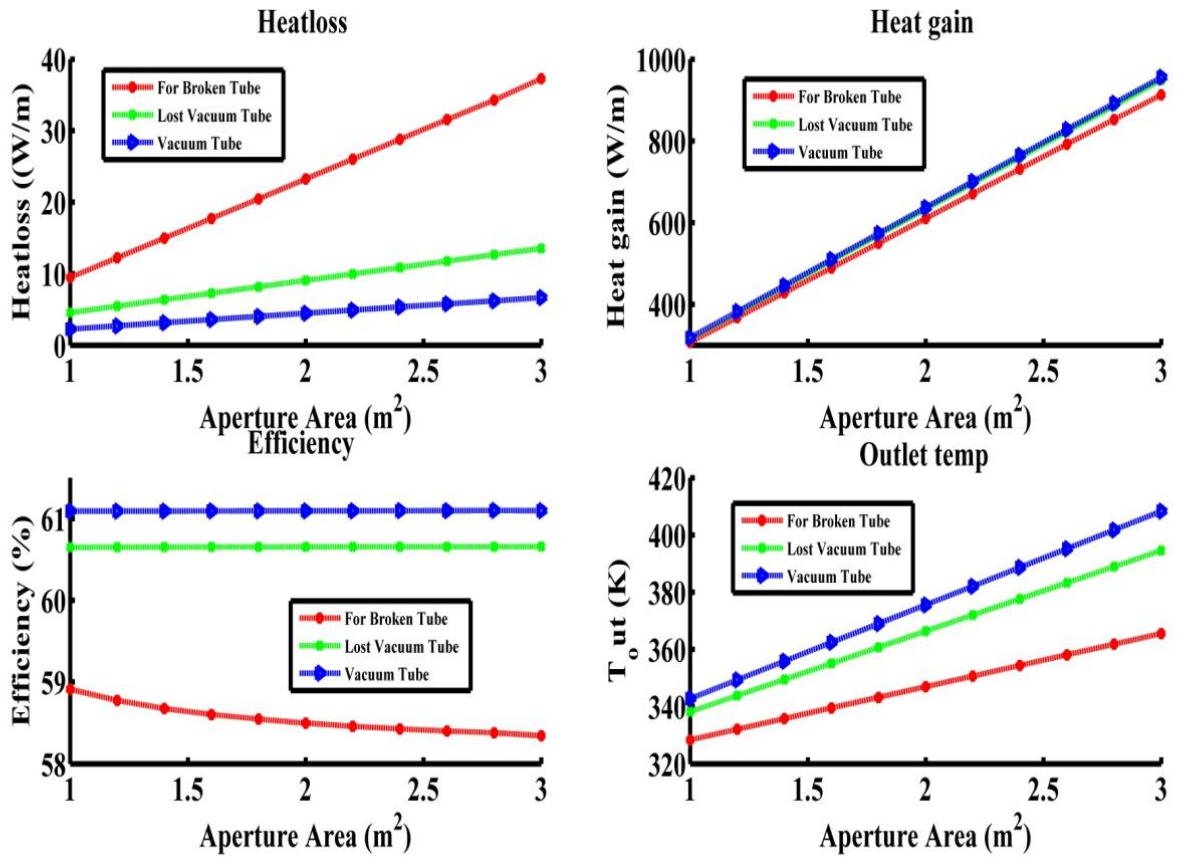 Heatloss
Heatloss ((W/m)
40
30
20
10
0
For Broken Tube
Lost Vacuum Tube
Vacuum Tube
1
1.5
2
2.5
3
Aperture Area (m²)
Heat gain
Heat gain (W/m)
1000
800
600
400
For Broken Tube
Lost Vacuum Tube
Vacuum Tube
1
1.5
2
2.5
3
Aperture Area (m²)
Efficiency
Efficiency (%)
61
60
59
58
For Broken Tube
Lost Vacuum Tube
Vacuum Tube
1
1.5
2
2.5
3
Aperture Area (m²)
Outlet temp
Tₒut (K)
420
400
380
360
340
320
For Broken Tube
Lost Vacuum Tube
Vacuum Tube
1
1.5
2
2.5
3
Aperture Area (m²)